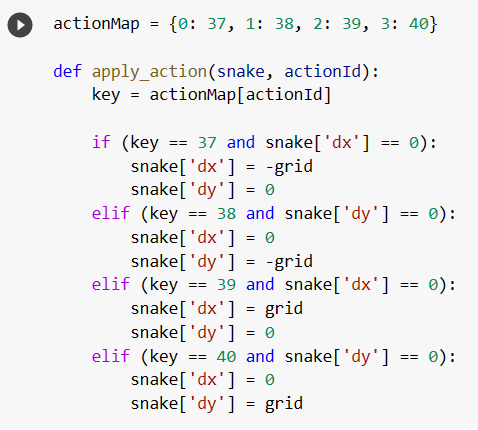 actionMap = {0: 37, 1: 38, 2: 39, 3: 40}

def apply_action(snake, actionId):
    key = actionMap[actionId]

    if (key == 37 and snake['dx'] == 0):
        snake['dx'] = -grid
        snake['dy'] = 0
    elif (key == 38 and snake['dy'] == 0):
        snake['dx'] = 0
        snake['dy'] = -grid
    elif (key == 39 and snake['dx'] == 0):
        snake['dx'] = grid
        snake['dy'] = 0
    elif (key == 40 and snake['dy'] == 0):
        snake['dx'] = 0
        snake['dy'] = grid